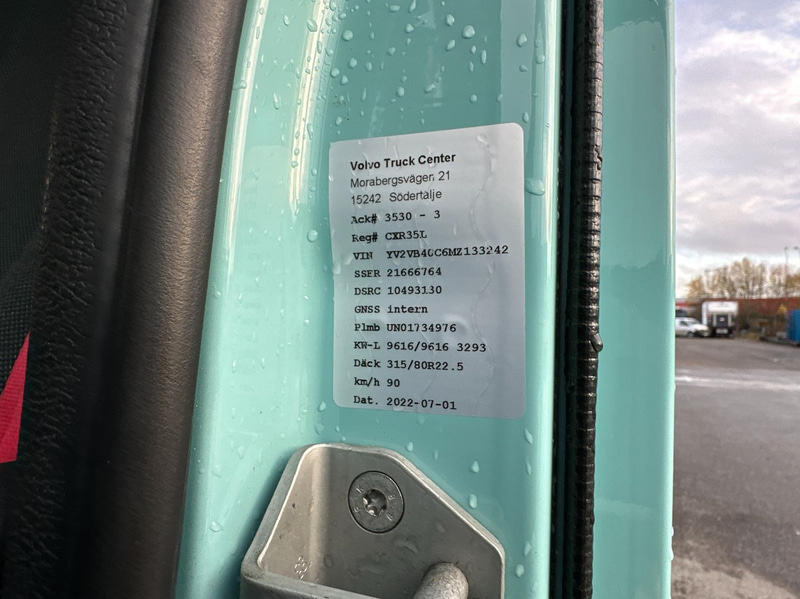 Volvo Truck Center
Morabergsvägen 21
15242 Södertälje
Ack# 3530 - 3
Reg# CXR35L
VIN YV2VB40C6MZ133242
SSER 21666764
DSRC 10493130
GNSS intern
Plmb UN01734976
KW-L 9616/9616 3293
Däck 315/80R22.5
km/h 90
Dat. 2022-07-01